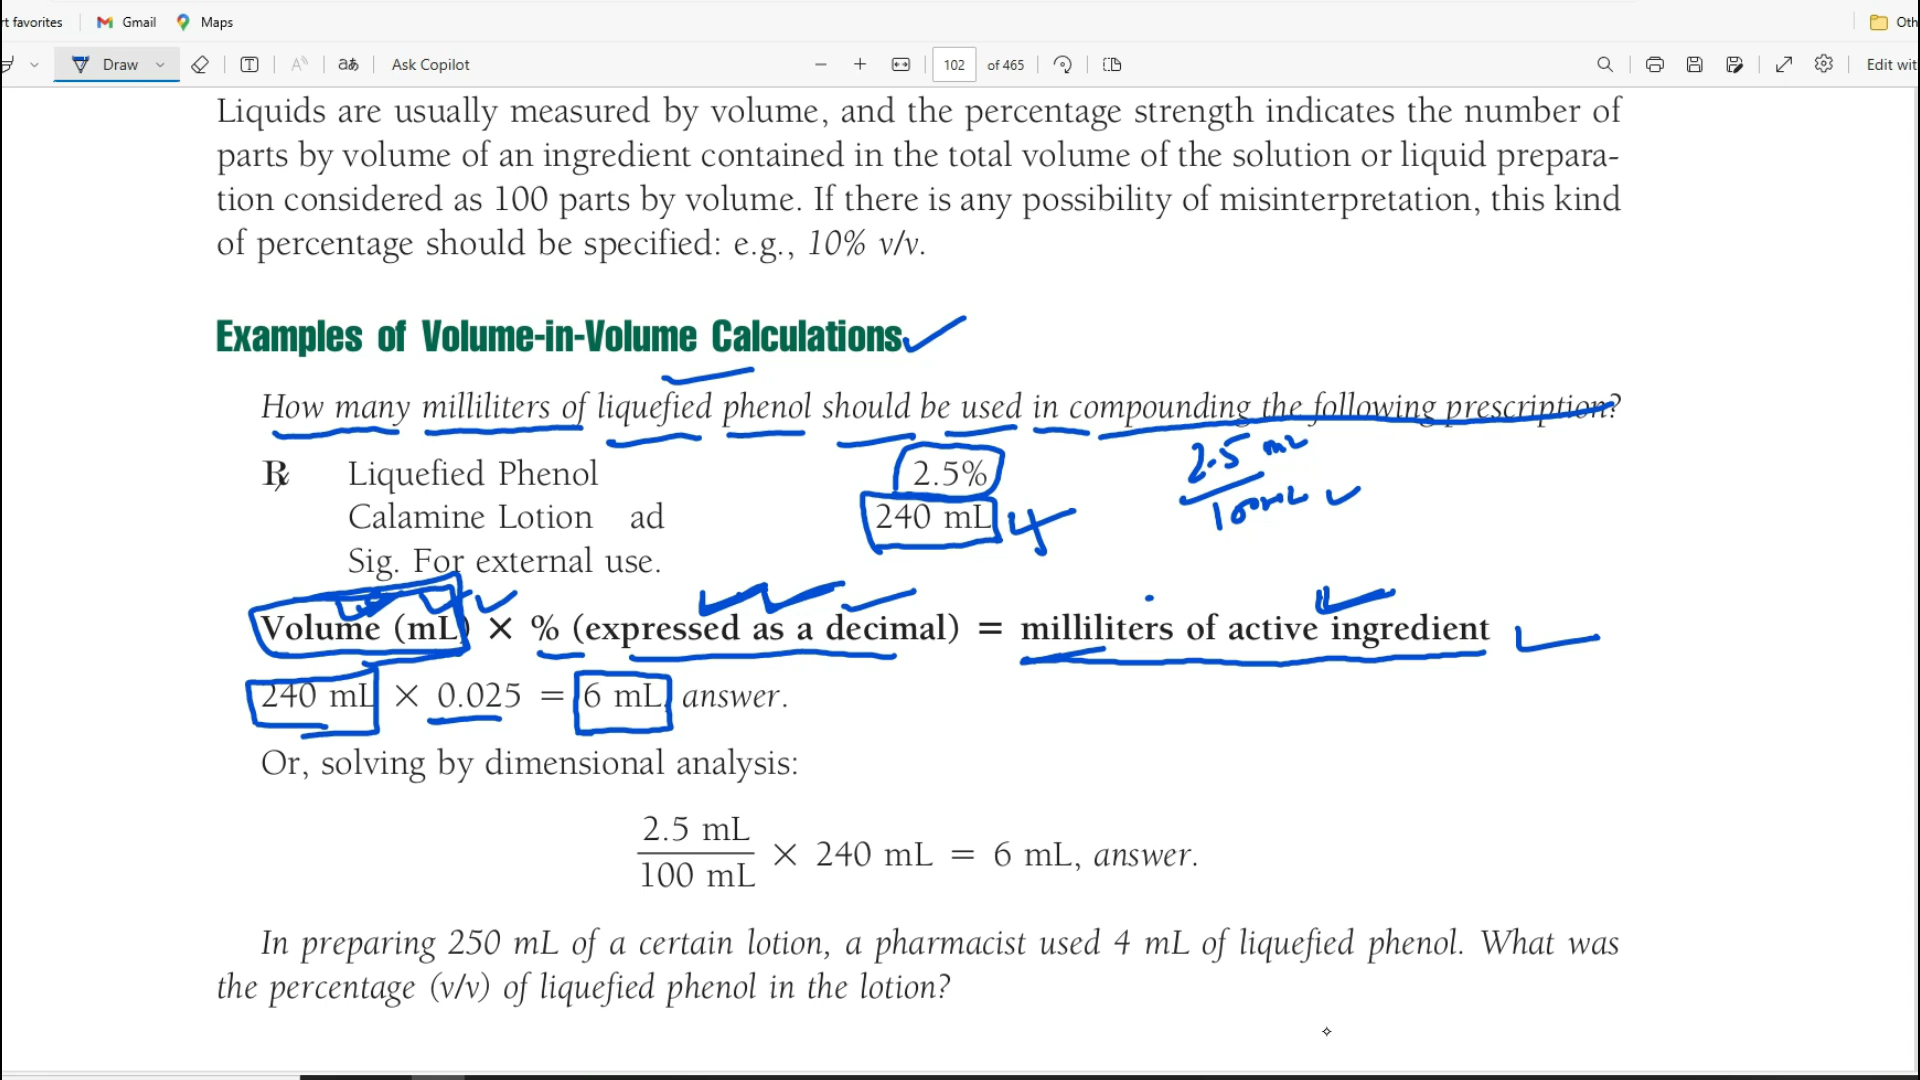 rt favorites Gmail Maps Oth
Draw aあ Ask Copilot 102 of 465 Edit wit
Liquids are usually measured by volume, and the percentage strength indicates the number of
parts by volume of an ingredient contained in the total volume of the solution or liquid prepara-
tion considered as 100 parts by volume. If there is any possibility of misinterpretation, this kind
of percentage should be specified: e.g., 10% v/v.
Examples of Volume-in-Volume Calculations
How many milliliters of liquefied phenol should be used in compounding the following prescription?
℞ Liquefied Phenol 2.5%
2.5 mL
Calamine Lotion ad 240 mL
100 mL
Sig. For external use.
Volume (mL) × % (expressed as a decimal) = milliliters of active ingredient
240 mL × 0.025 = 6 mL, answer.
Or, solving by dimensional analysis:
2.5 mL
100 mL × 240 mL = 6 mL, answer.
In preparing 250 mL of a certain lotion, a pharmacist used 4 mL of liquefied phenol. What was
the percentage (v/v) of liquefied phenol in the lotion?